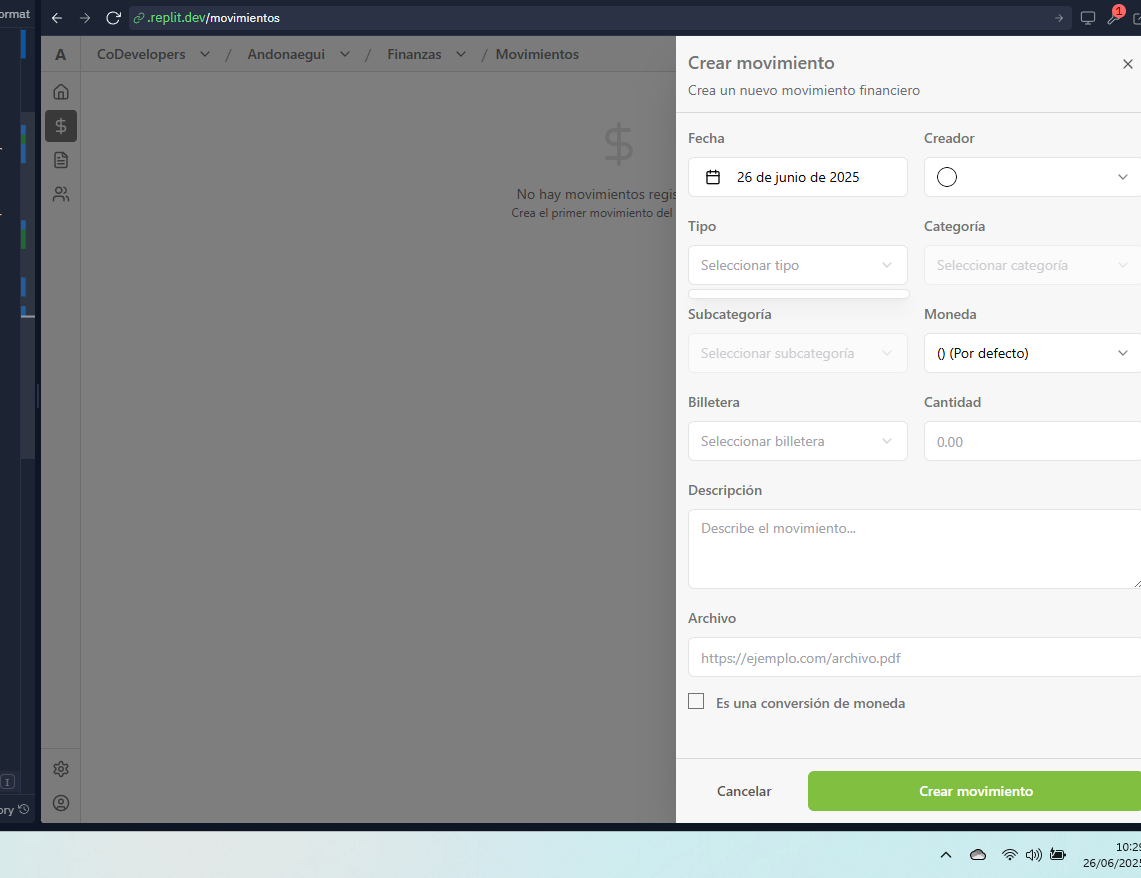 ormat
.replit.dev/movimientos
1
A
CoDevelopers / Andonaegui / Finanzas / Movimientos
Crear movimiento
Crea un nuevo movimiento financiero
No hay movimientos regis
Crea el primer movimiento del
Fecha
Creador
26 de junio de 2025
Tipo
Categoría
Seleccionar tipo
Seleccionar categoría
Subcategoría
Moneda
Seleccionar subcategoría
() (Por defecto)
Billetera
Cantidad
Seleccionar billetera
0.00
Descripción
Describe el movimiento...
Archivo
https://ejemplo.com/archivo.pdf
Es una conversión de moneda
I
ory
Cancelar
Crear movimiento
10:29
26/06/2025